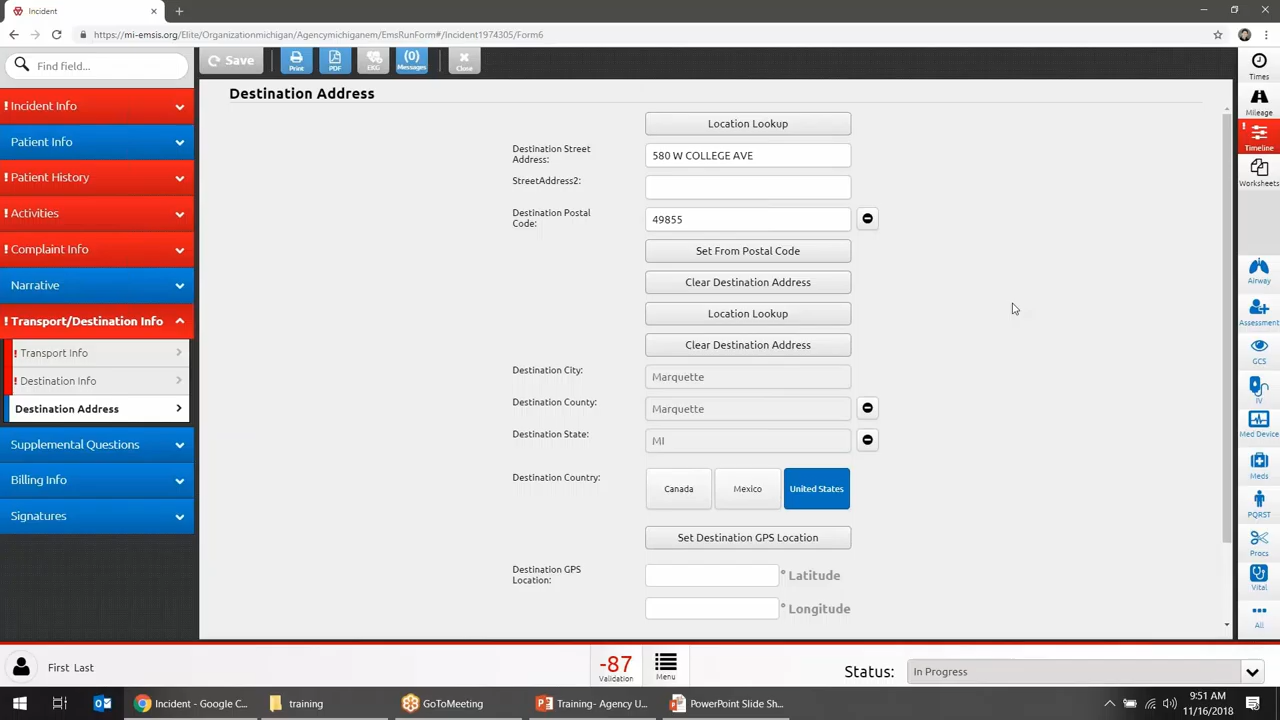 Incident
https://mi-emsis.org/Elite/Organizationmichigan/Agencymichiganem/EmsRunForm#/Incident1974305/Form6
Find field...
Save
Print
PDF
EKG
(0)
Messages
Close
Times
Mileage
! Timeline
Worksheets
Airway
Assessment
GCS
IV
Med Device
Meds
PQRST
Procs
Vital
All
! Incident Info
Patient Info
! Patient History
! Activities
! Complaint Info
Narrative
! Transport/Destination Info
! Transport Info
! Destination Info
Destination Address
Supplemental Questions
Billing Info
Signatures
Destination Address
Location Lookup
Destination Street
Address:
580 W COLLEGE AVE
StreetAddress2:
Destination Postal
Code:
49855
Set From Postal Code
Clear Destination Address
Location Lookup
Clear Destination Address
Destination City:
Marquette
Destination County:
Marquette
Destination State:
MI
Destination Country:
Canada
Mexico
United States
Set Destination GPS Location
Destination GPS
Location:
° Latitude
° Longitude
First Last
-87
Validation
Menu
Status:
In Progress
Incident - Google C...
training
GoToMeeting
Training- Agency U...
PowerPoint Slide Sh...
9:51 AM
11/16/2018